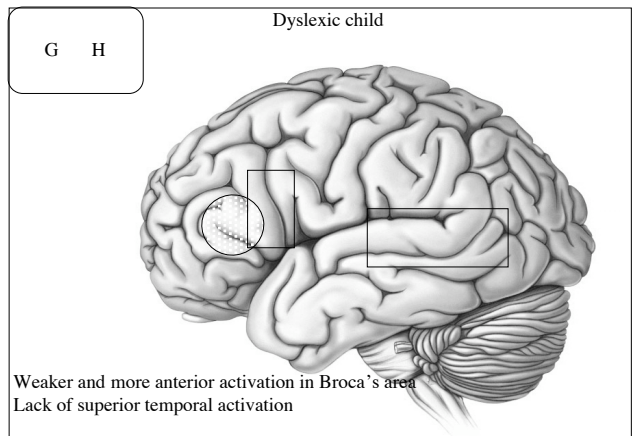 Dyslexic child
G H
Weaker and more anterior activation in Broca’s area
Lack of superior temporal activation